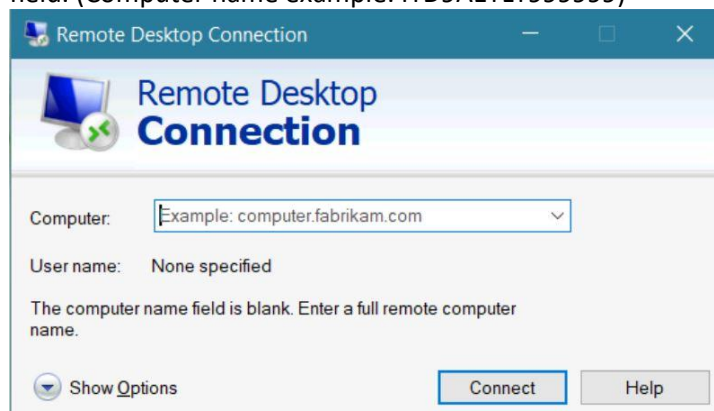 Remote Desktop Connection
Remote Desktop
Connection
Computer:
Example: computer.fabrikam.com
User name: None specified
The computer name field is blank. Enter a full remote computer
name.
Show Options
Connect
Help